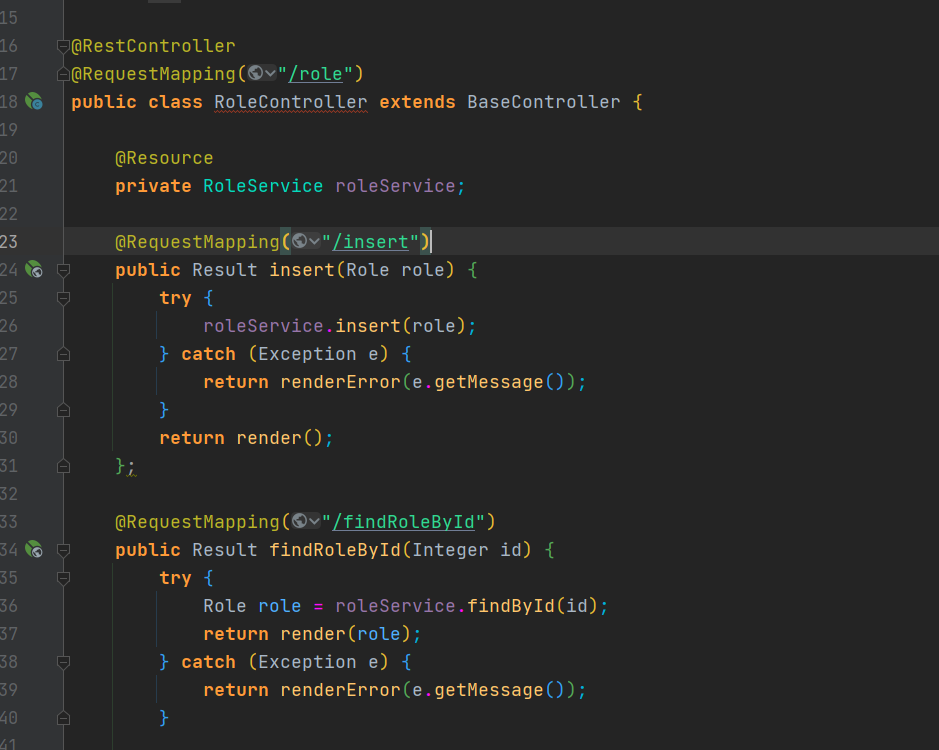 15
16 @RestController
17 @RequestMapping("/role")
18 public class RoleController extends BaseController {
19
20     @Resource
21     private RoleService roleService;
22
23     @RequestMapping("/insert")
24     public Result insert(Role role) {
25         try {
26             roleService.insert(role);
27         } catch (Exception e) {
28             return renderError(e.getMessage());
29         }
30         return render();
31     };
32
33     @RequestMapping("/findRoleById")
34     public Result findRoleById(Integer id) {
35         try {
36             Role role = roleService.findById(id);
37             return render(role);
38         } catch (Exception e) {
39             return renderError(e.getMessage());
40         }
41